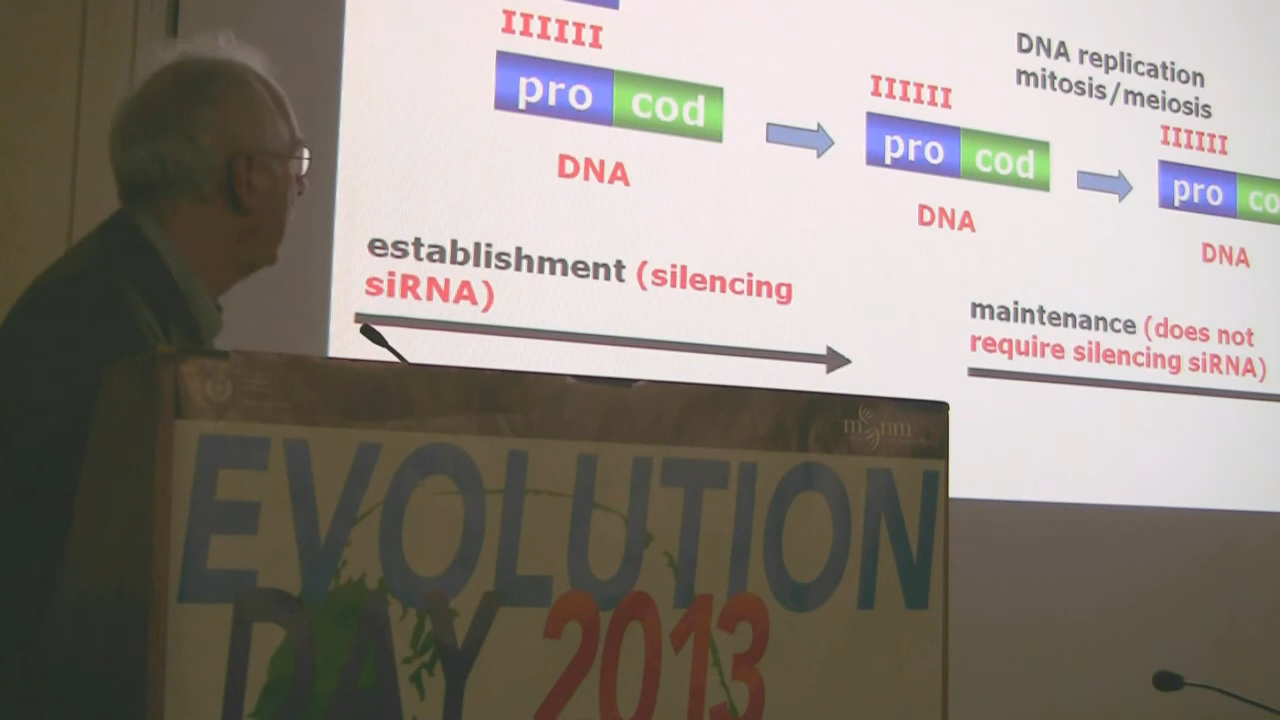 IIIIII
pro cod
DNA
IIIIII
pro cod
DNA
DNA replication
mitosis/meiosis
IIIIII
pro co
DNA
establishment (silencing
siRNA)
maintenance (does not
require silencing siRNA)
EVOLUTION
DAY 2013